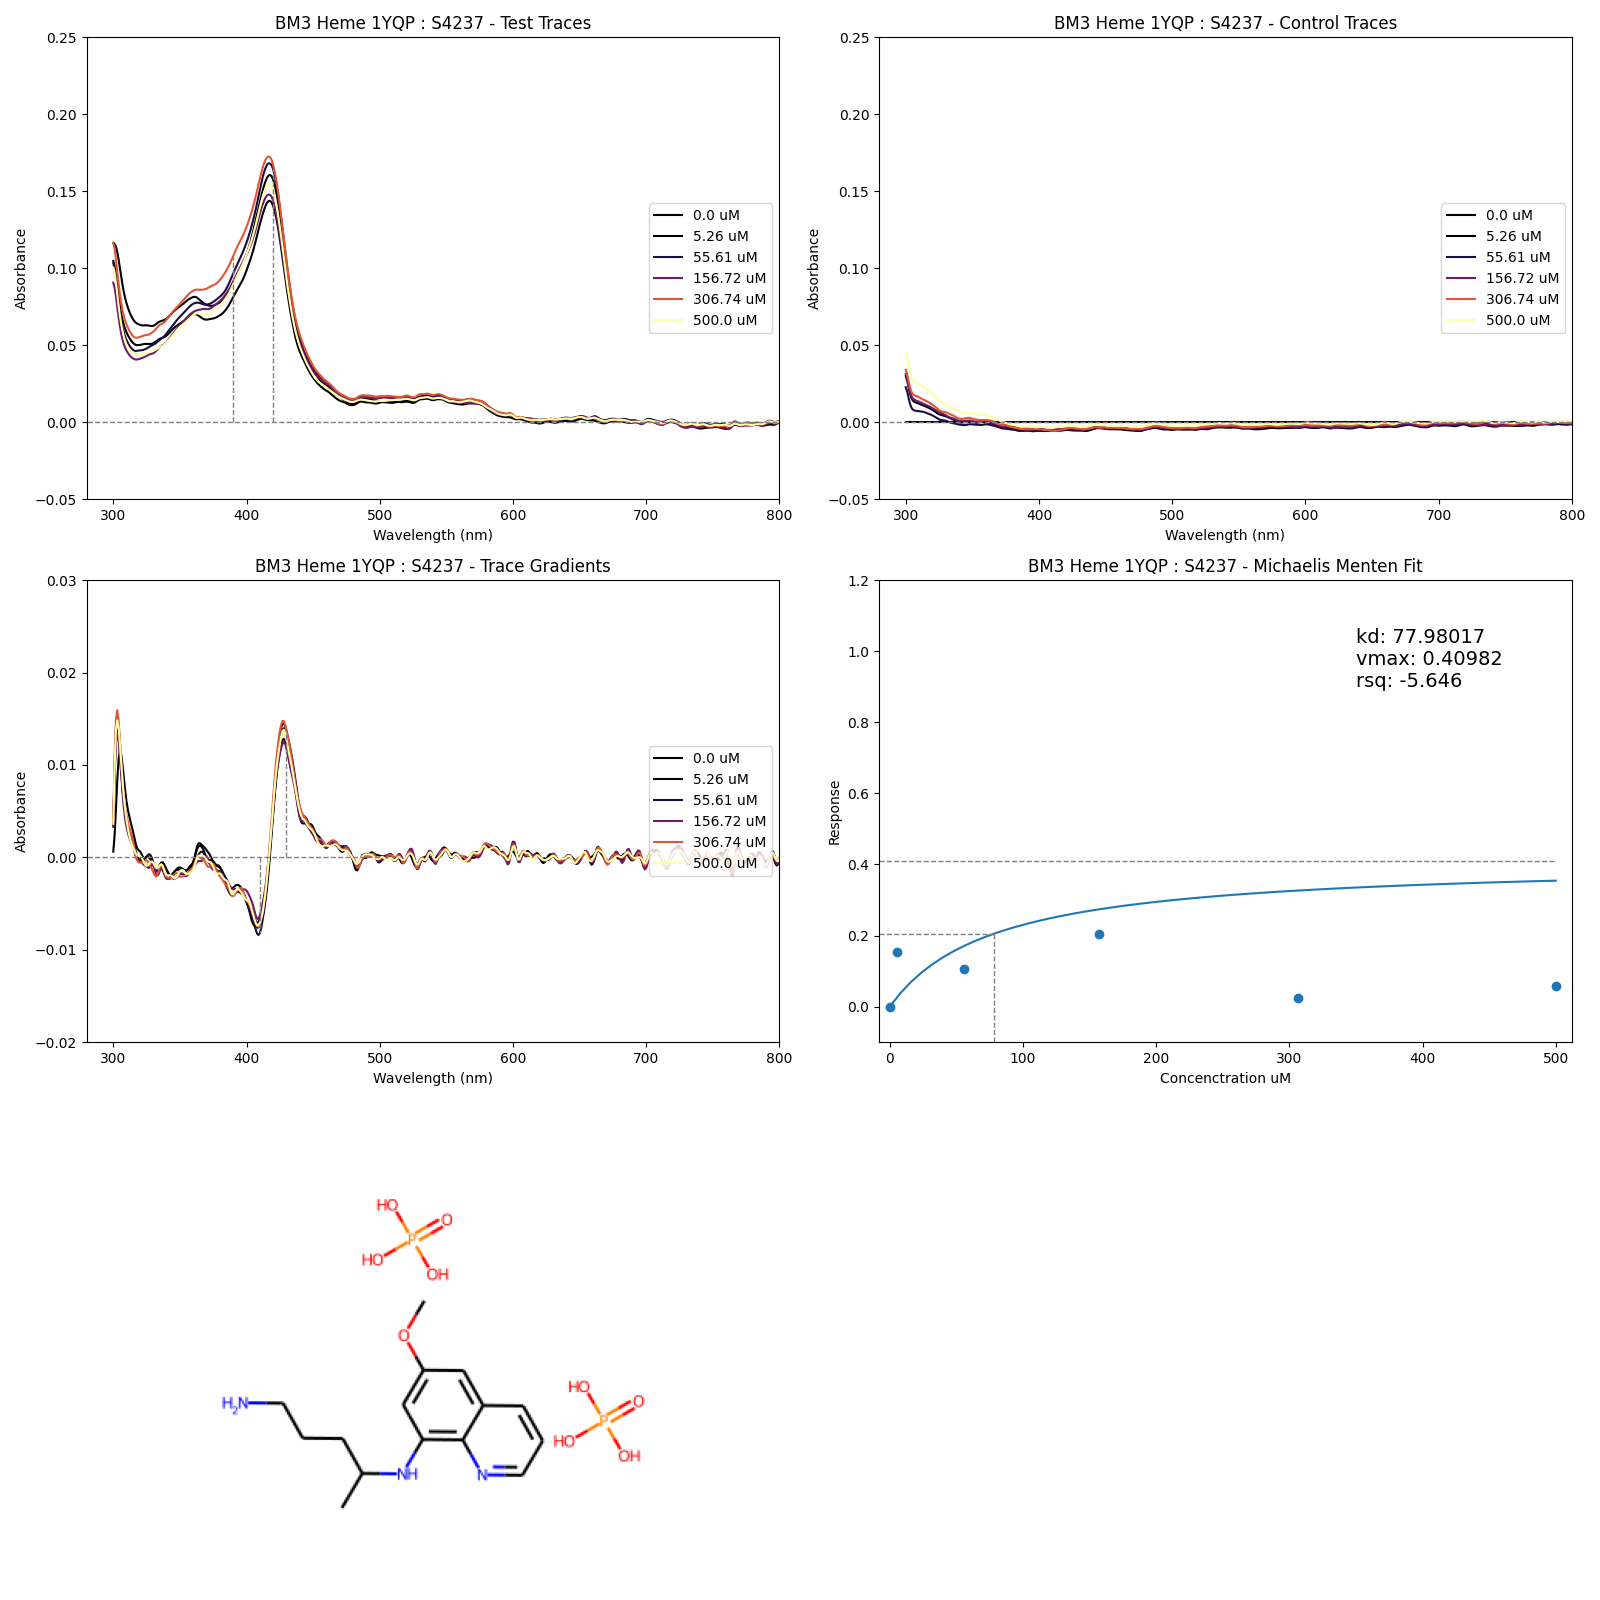 BM3 Heme 1YQP : S4237 - Test Traces
0.25
0.20
0.15
0.10
0.05
0.00
−0.05
Absorbance
300
400
500
600
700
800
Wavelength (nm)
0.0 uM
5.26 uM
55.61 uM
156.72 uM
306.74 uM
500.0 uM
BM3 Heme 1YQP : S4237 - Control Traces
0.25
0.20
0.15
0.10
0.05
0.00
−0.05
Absorbance
300
400
500
600
700
800
Wavelength (nm)
0.0 uM
5.26 uM
55.61 uM
156.72 uM
306.74 uM
500.0 uM
BM3 Heme 1YQP : S4237 - Trace Gradients
0.03
0.02
0.01
0.00
−0.01
−0.02
Absorbance
300
400
500
600
700
800
Wavelength (nm)
0.0 uM
5.26 uM
55.61 uM
156.72 uM
306.74 uM
500.0 uM
BM3 Heme 1YQP : S4237 - Michaelis Menten Fit
1.2
1.0
0.8
0.6
0.4
0.2
0.0
Response
kd: 77.98017
vmax: 0.40982
rsq: -5.646
0
100
200
300
400
500
Concenctration uM
HO
O
P
HO
OH
O
H2N
NH
N
HO
O
P
HO
OH